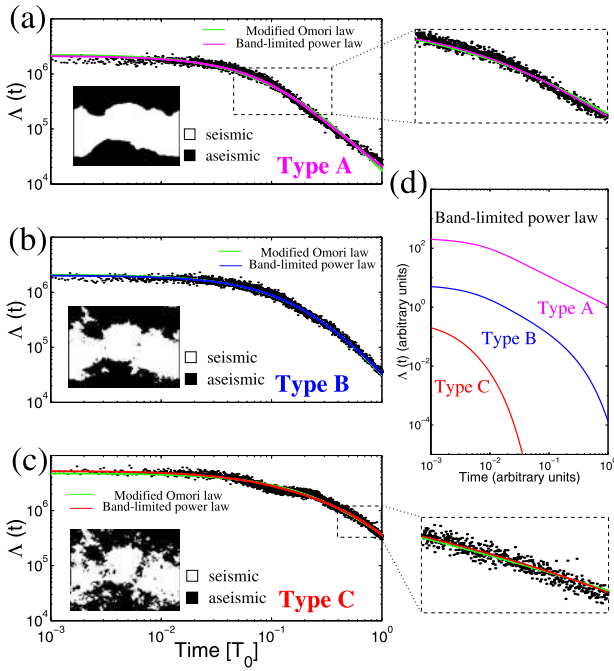 (a)
Modified Omori law
Band-limited power law
Λ (t)
10^6
10^5
10^4
seismic
aseismic
Type A
(b)
Modified Omori law
Band-limited power law
Λ (t)
10^6
10^5
10^4
seismic
aseismic
Type B
(c)
Modified Omori law
Band-limited power law
Λ (t)
10^6
10^5
10^4
seismic
aseismic
Type C
10^-3 10^-2 10^-1 10^0
Time [T_0]
(d)
Band-limited power law
Λ (t) (arbitrary units)
10^2
10^0
10^-2
10^-4
Type A
Type B
Type C
10^-3 10^-2 10^-1 10^0
Time (arbitrary units)